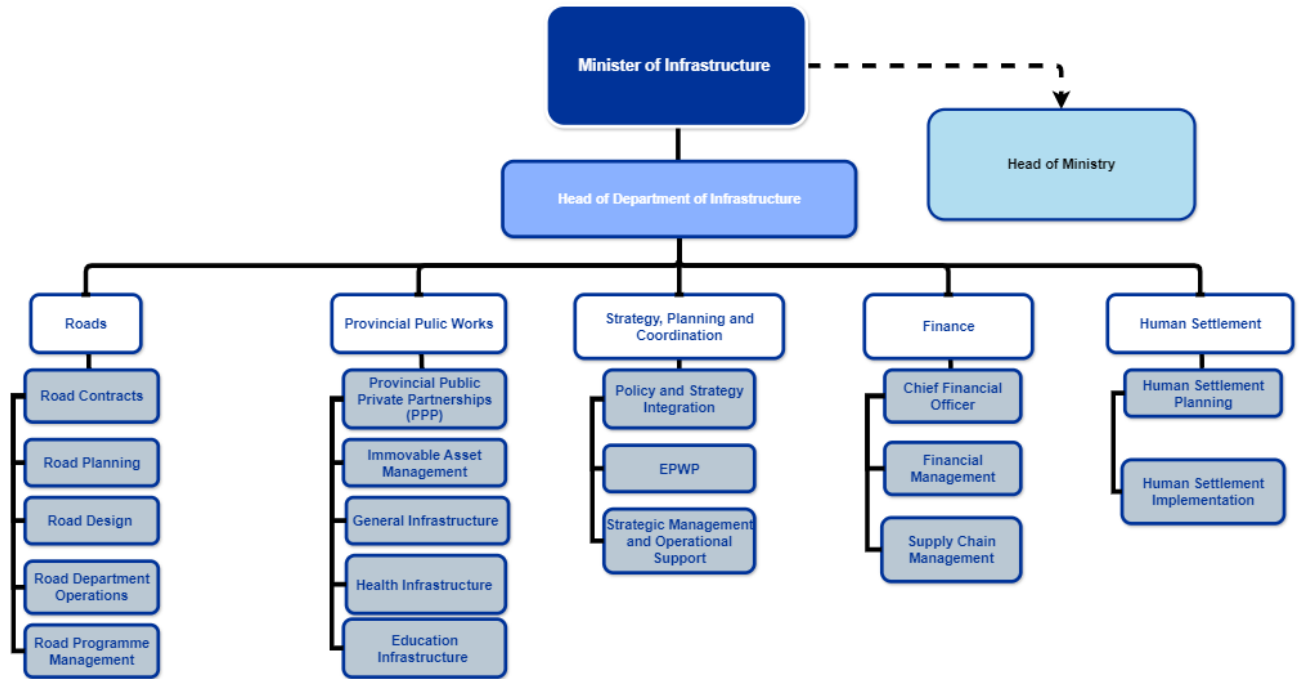 Minister of Infrastructure
Head of Ministry
Head of Department of Infrastructure
Roads
Provincial Pulic Works
Strategy, Planning and
Coordination
Finance
Human Settlement
Road Contracts
Road Planning
Road Design
Road Department
Operations
Road Programme
Management
Provincial Public
Private Partnerships
(PPP)
Immovable Asset
Management
General Infrastructure
Health Infrastructure
Education
Infrastructure
Policy and Strategy
Integration
EPWP
Strategic Management
and Operational
Support
Chief Financial
Officer
Financial
Management
Supply Chain
Management
Human Settlement
Planning
Human Settlement
Implementation